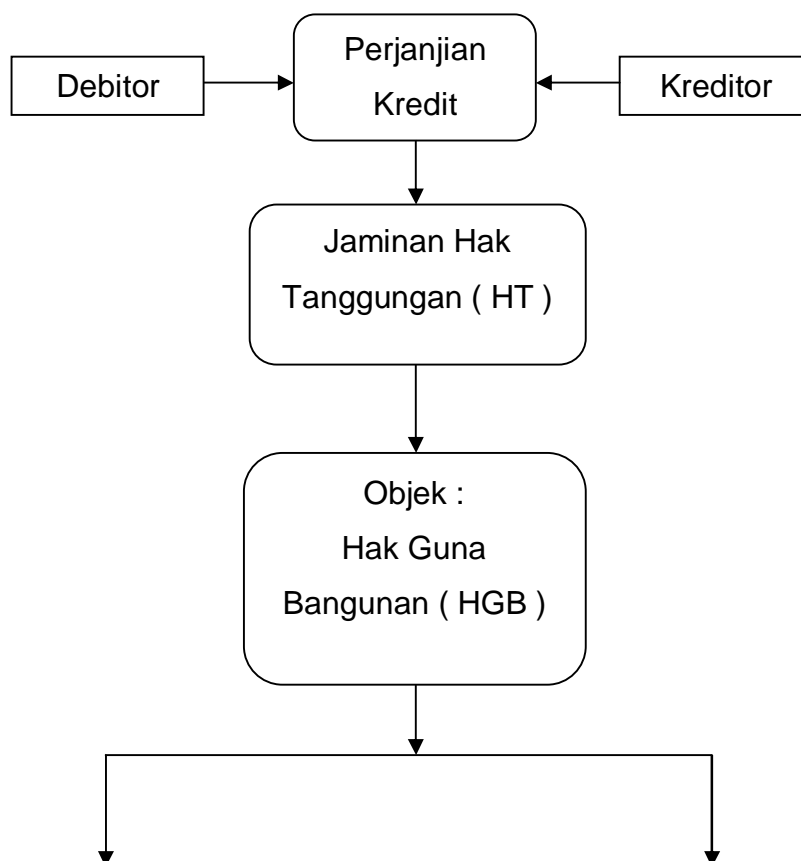 Perjanjian
Kredit
Debitor
Kreditor
Jaminan Hak
Tanggungan ( HT )
Objek :
Hak Guna
Bangunan ( HGB )